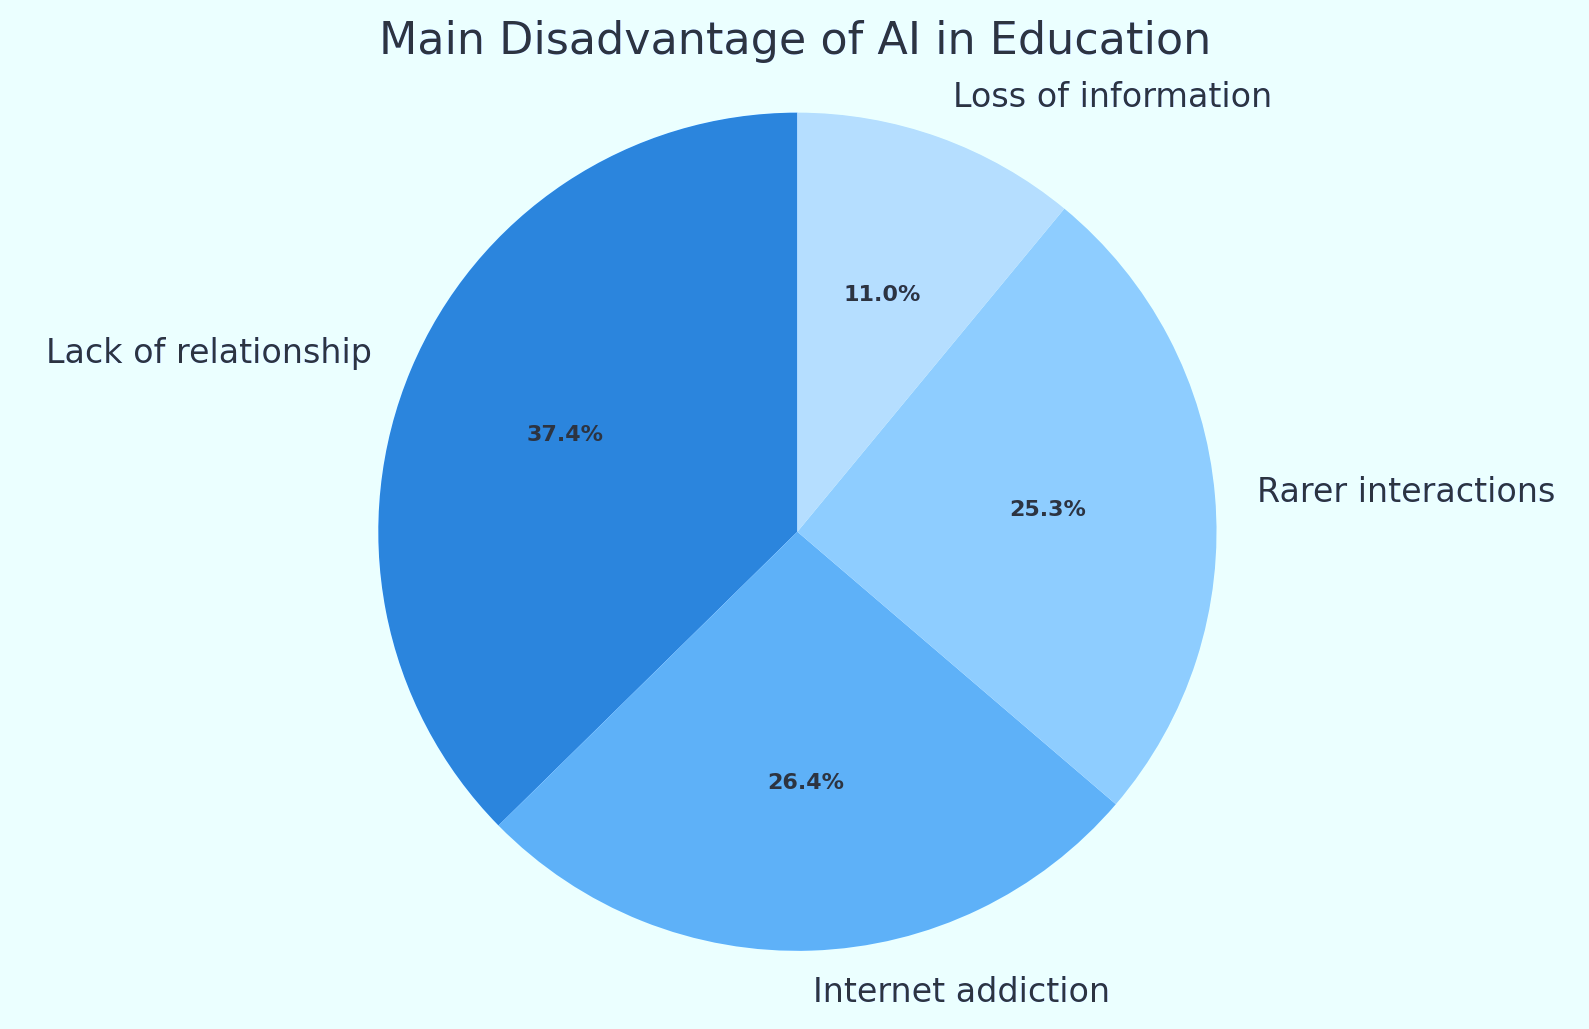 Main Disadvantage of AI in Education
Loss of information
11.0%
Lack of relationship
37.4%
Rarer interactions
25.3%
26.4%
Internet addiction